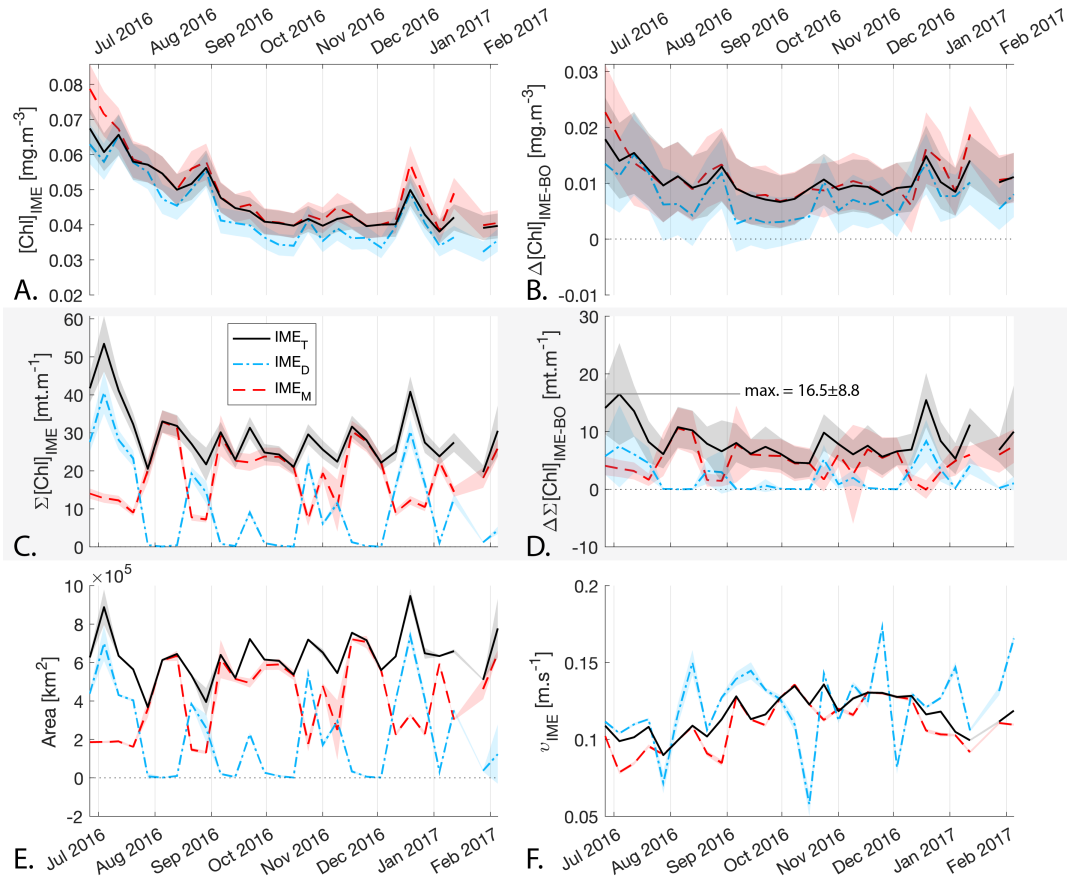 Jul 2016 Aug 2016 Sep 2016 Oct 2016 Nov 2016 Dec 2016 Jan 2017 Feb 2017
Jul 2016 Aug 2016 Sep 2016 Oct 2016 Nov 2016 Dec 2016 Jan 2017 Feb 2017
[Chl]IME [mg.m-3]
0.08
0.07
0.06
0.05
0.04
0.03
0.02
A.
Δ[Chl]IME-BO [mg.m-3]
0.03
0.02
0.01
0
-0.01
B.
Σ[Chl]IME [mt.m-1]
60
50
40
30
20
10
0
IMET
IMED
IMEM
C.
ΔΣ[Chl]IME-BO [mt.m-1]
30
20
10
0
-10
max. = 16.5±8.8
D.
×105
Area [km2]
10
8
6
4
2
0
-2
E.
Jul 2016 Aug 2016 Sep 2016 Oct 2016 Nov 2016 Dec 2016 Jan 2017 Feb 2017
vIME [m.s-1]
0.2
0.15
0.1
0.05
F.
Jul 2016 Aug 2016 Sep 2016 Oct 2016 Nov 2016 Dec 2016 Jan 2017 Feb 2017